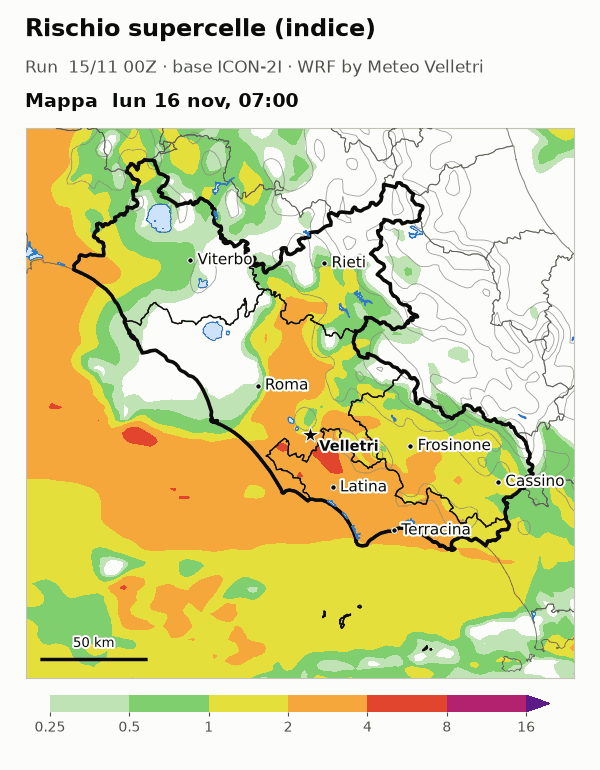 Rischio supercelle (indice)
Run  15/11 00Z · base ICON-2I · WRF by Meteo Velletri
Mappa  lun 16 nov, 07:00
Viterbo
Rieti
Roma
Velletri
Frosinone
Cassino
Latina
Terracina
50 km
0.25 0.5 1 2 4 8 16